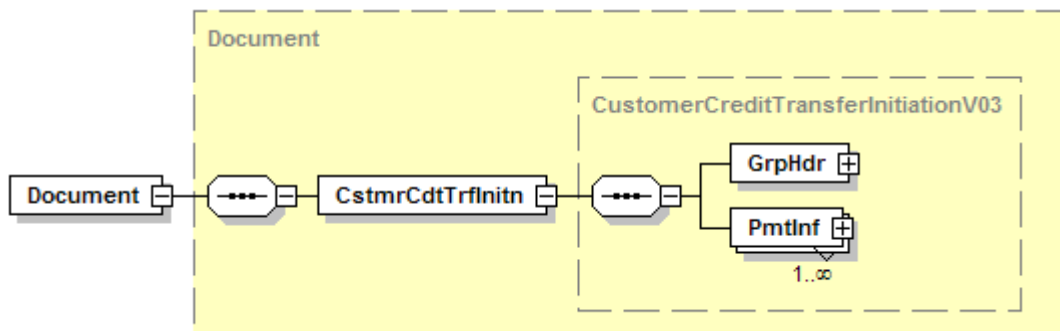 Document
CustomerCreditTransferInitiationV03
GrpHdr
Document
CstmrCdtTrfInitn
PmtInf
1..∞